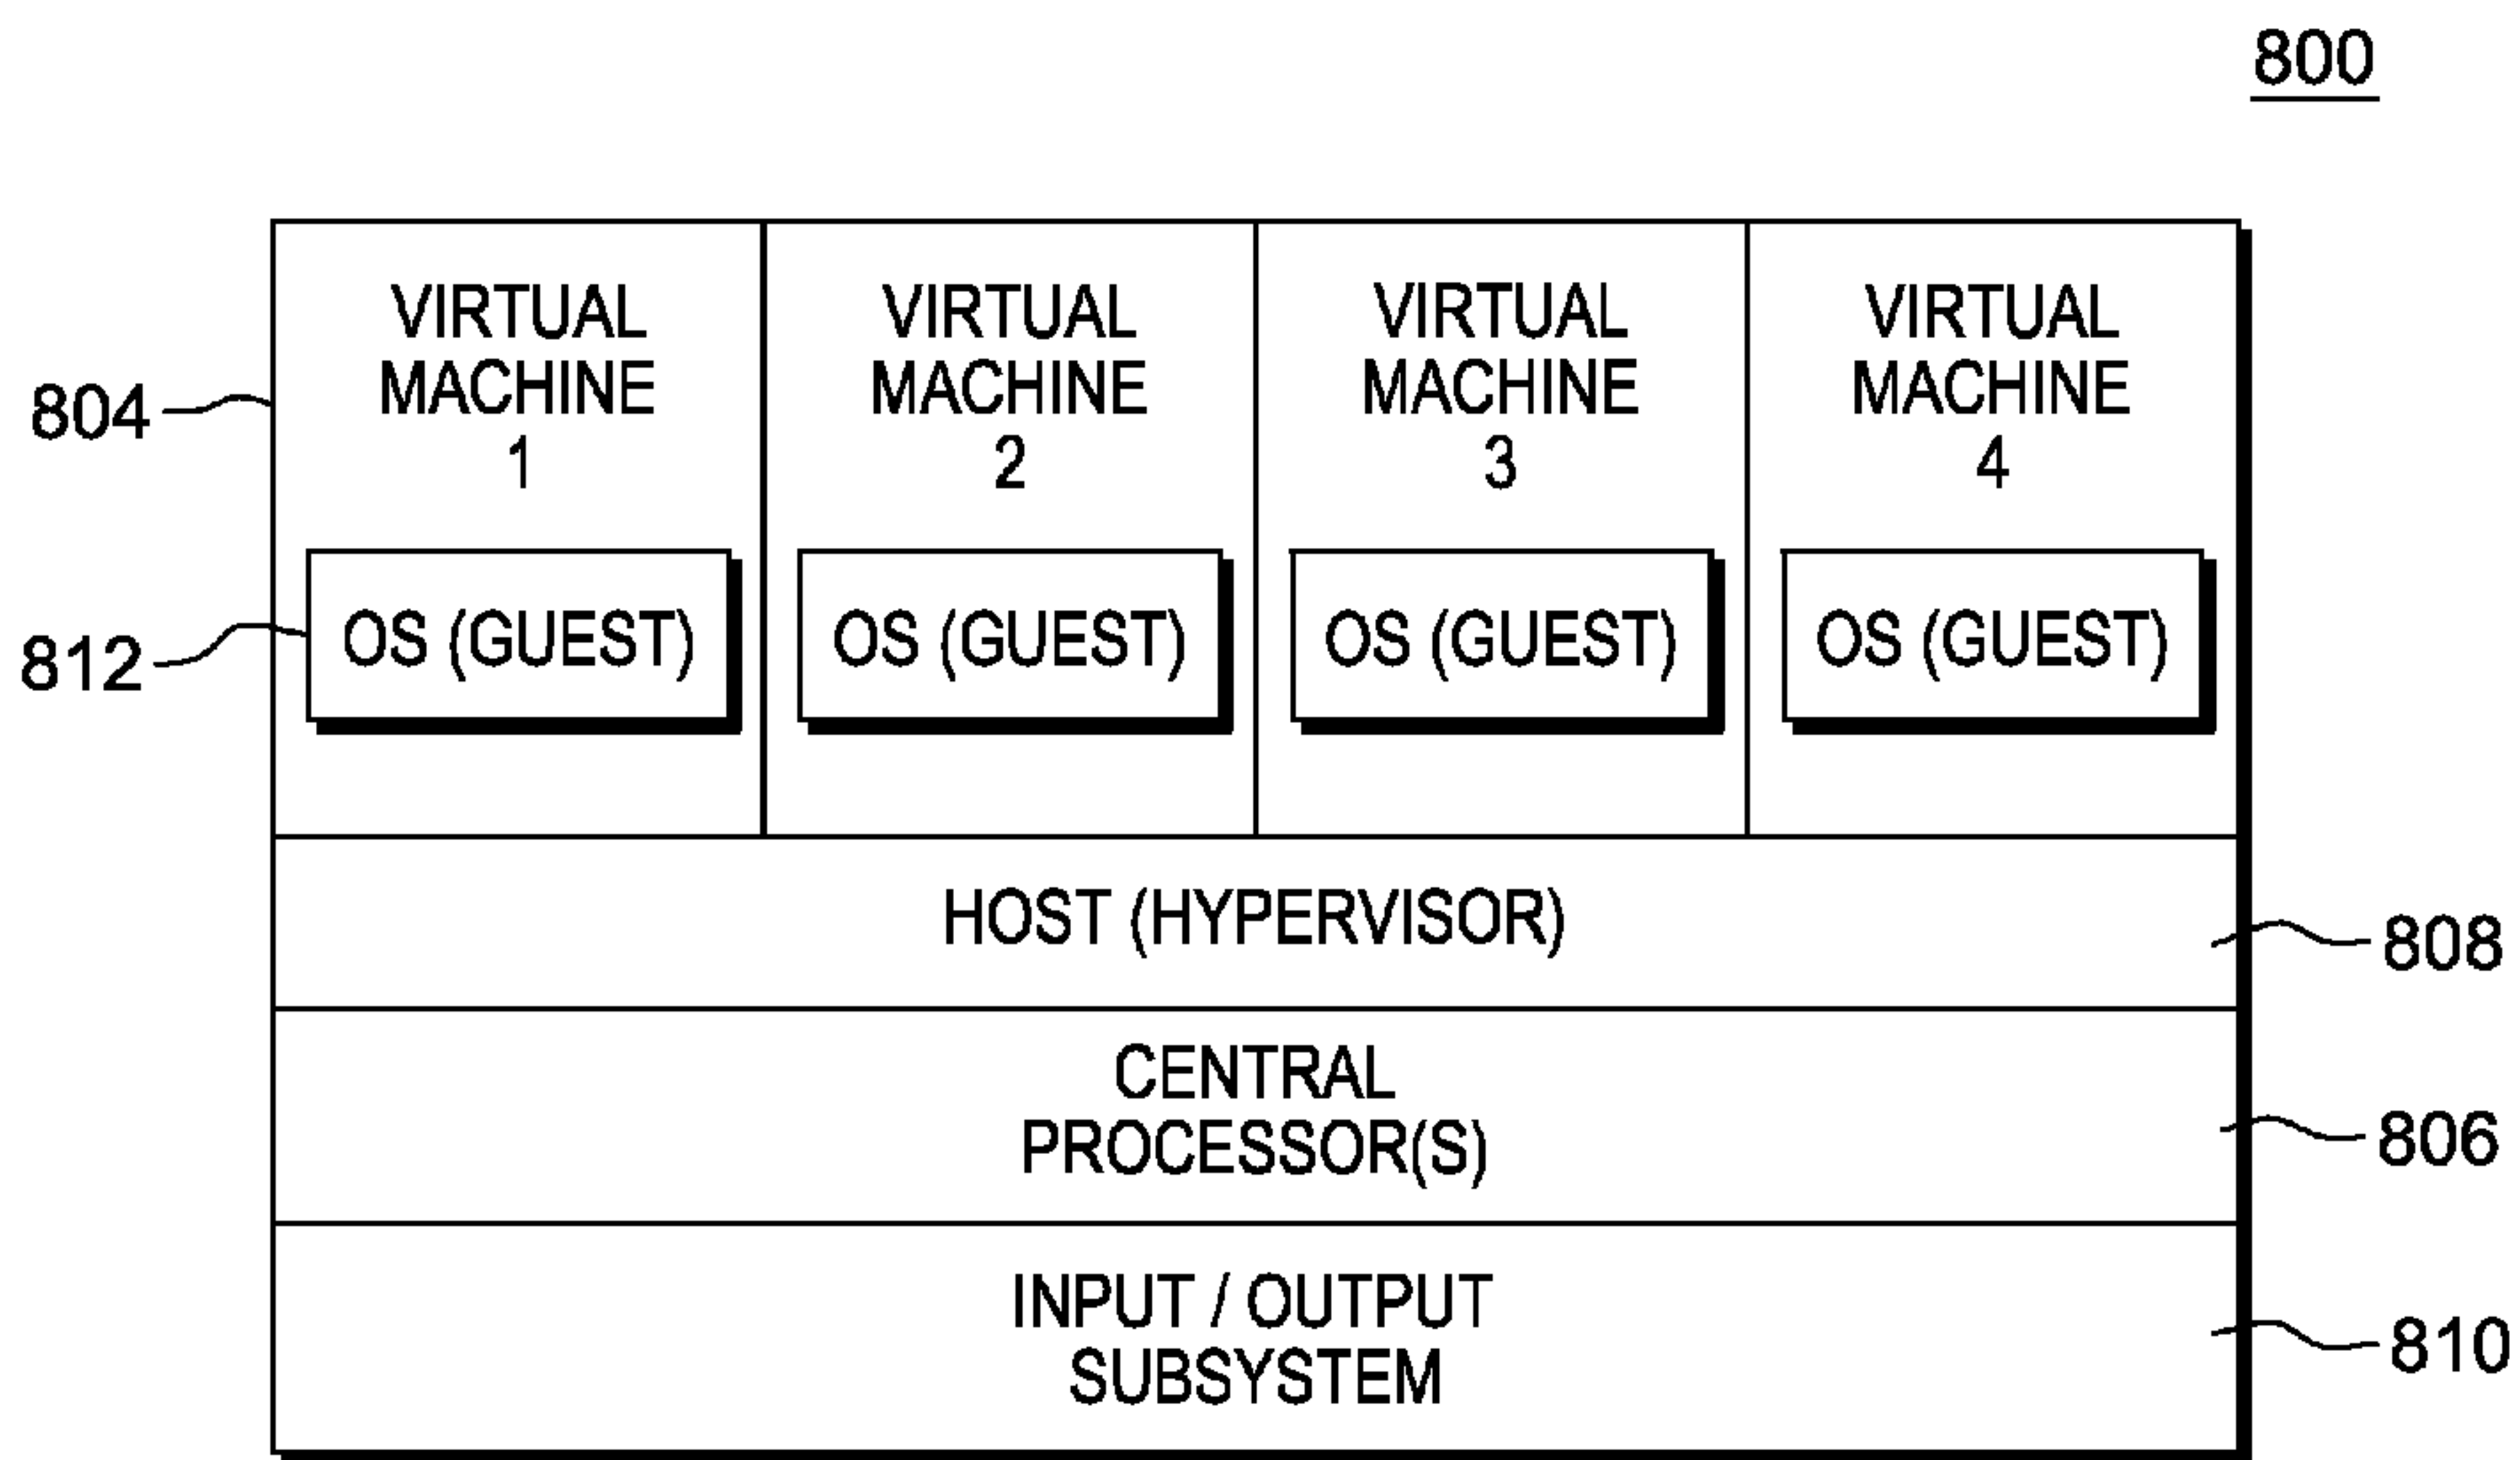 800
VIRTUAL
MACHINE
1
VIRTUAL
MACHINE
2
VIRTUAL
MACHINE
3
VIRTUAL
MACHINE
4
804
812
OS (GUEST)
OS (GUEST)
OS (GUEST)
OS (GUEST)
HOST (HYPERVISOR)
808
CENTRAL
PROCESSOR(S)
806
INPUT / OUTPUT
SUBSYSTEM
810